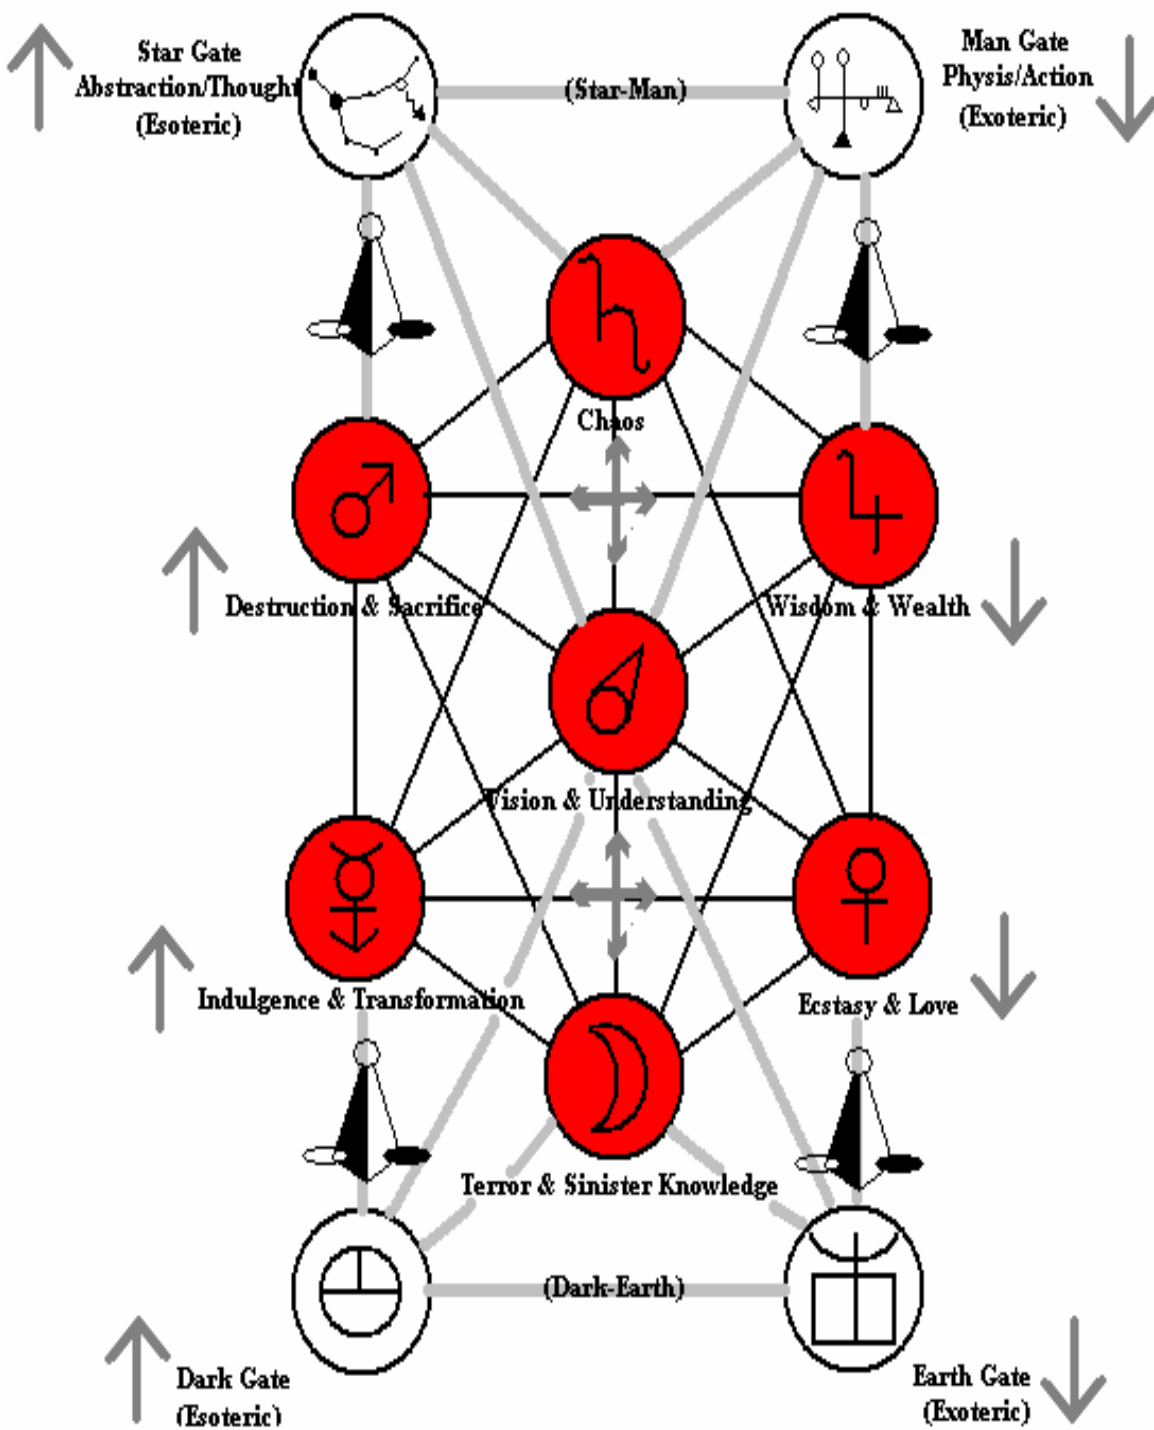 Star Gate
Abstraction/Thought
(Esoteric)
(Star-Man)
Man Gate
Physis/Action
(Exoteric)
Chaos
Destruction & Sacrifice
Wisdom & Wealth
Vision & Understanding
Indulgence & Transformation
Ecstasy & Love
Terror & Sinister Knowledge
(Dark-Earth)
Dark Gate
(Esoteric)
Earth Gate
(Exoteric)